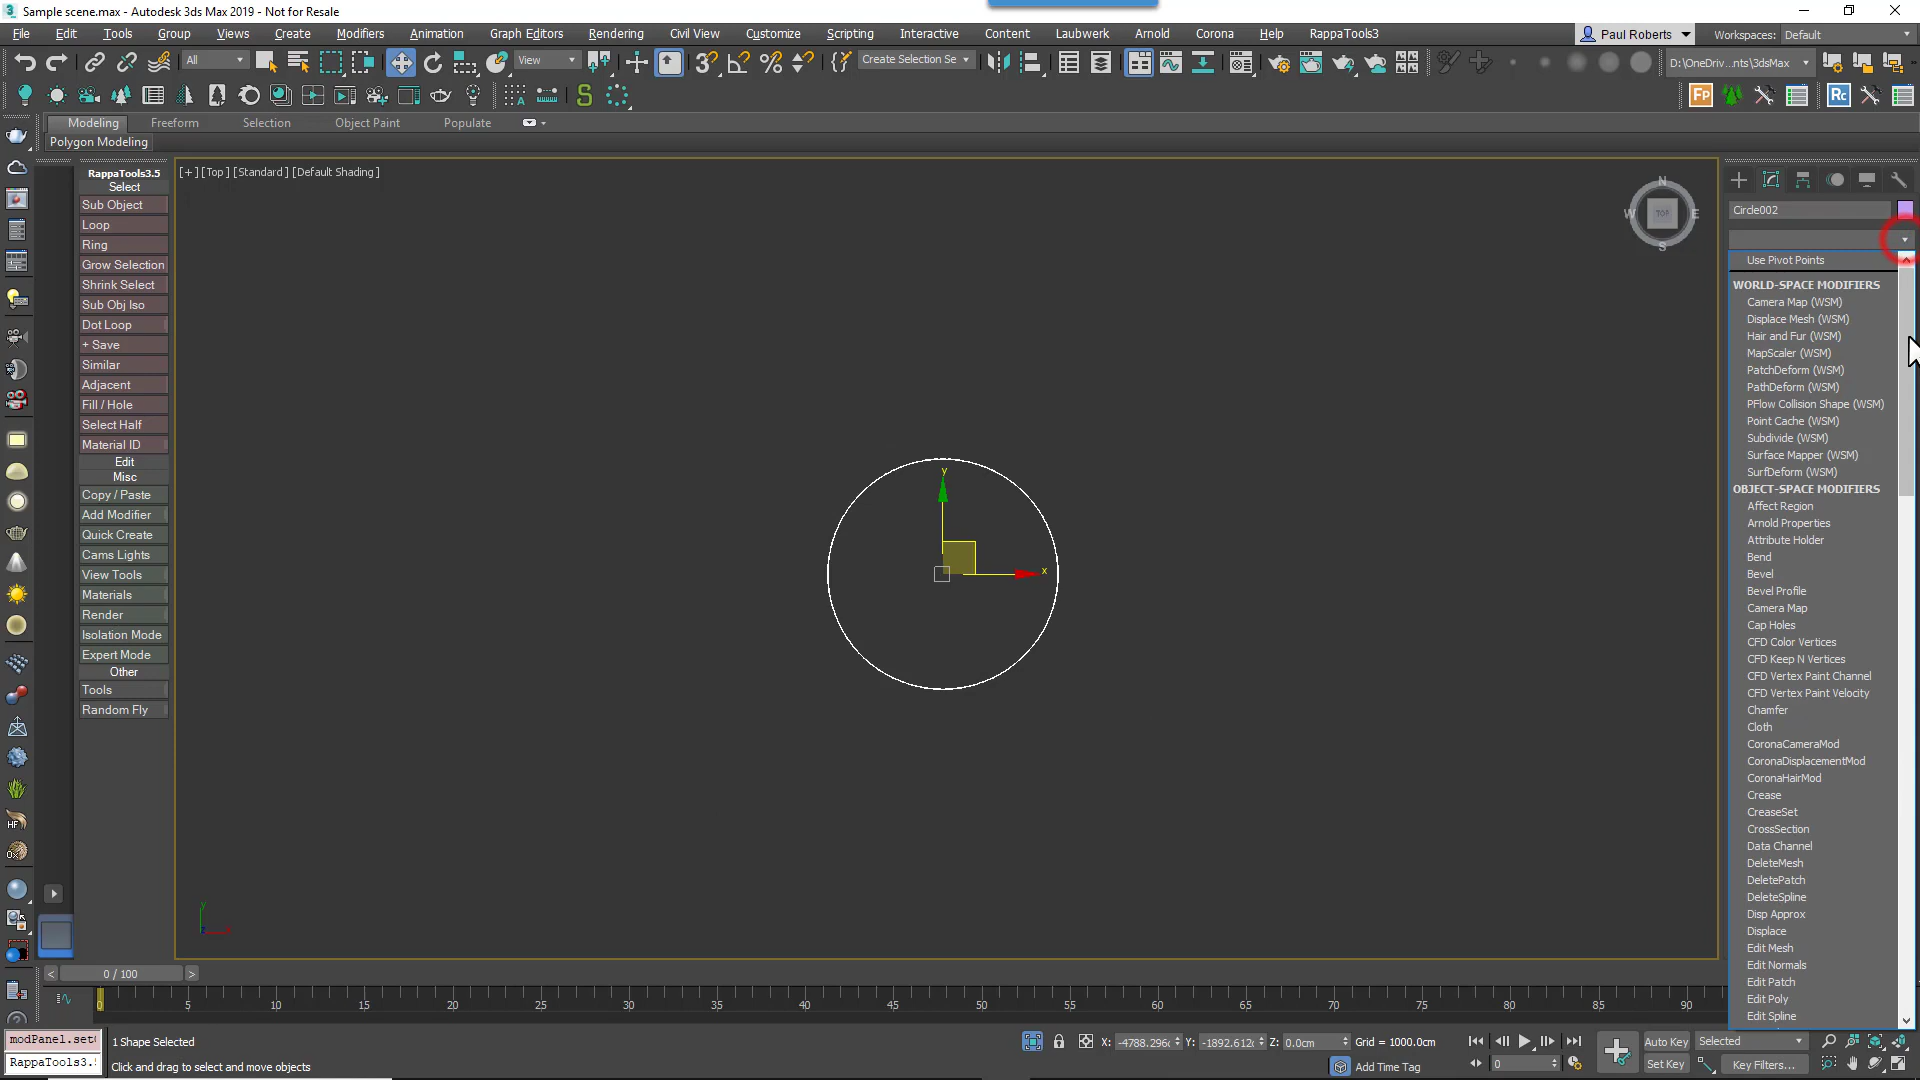 Sample scene.max - Autodesk 3ds Max 2019 - Not for Resale
File Edit Tools Group Views Create Modifiers Animation Graph Editors Rendering Civil View Customize Scripting Interactive Content Laubwerk Arnold Corona Help RappaTools3 Paul Roberts Workspaces: Default
All View Create Selection Se D:\OneDriv...nts\3dsMax
Fp Rc
Modeling Freeform Selection Object Paint Populate
Polygon Modeling
RappaTools3.5
Select
Sub Object
Loop
Ring
Grow Selection
Shrink Select
Sub Obj Iso
Dot Loop
+ Save
Similar
Adjacent
Fill / Hole
Select Half
Material ID
Edit
Misc
Copy / Paste
Add Modifier
Quick Create
Cams Lights
View Tools
Materials
Render
Isolation Mode
Expert Mode
Other
Tools
Random Fly
[+] [Top] [Standard] [Default Shading]
N
W TOP E
S
y
x
Circle002
Use Pivot Points
WORLD-SPACE MODIFIERS
Camera Map (WSM)
Displace Mesh (WSM)
Hair and Fur (WSM)
MapScaler (WSM)
PatchDeform (WSM)
PathDeform (WSM)
PFlow Collision Shape (WSM)
Point Cache (WSM)
Subdivide (WSM)
Surface Mapper (WSM)
SurfDeform (WSM)
OBJECT-SPACE MODIFIERS
Affect Region
Arnold Properties
Attribute Holder
Bend
Bevel
Bevel Profile
Camera Map
Cap Holes
CFD Color Vertices
CFD Keep N Vertices
CFD Vertex Paint Channel
CFD Vertex Paint Velocity
Chamfer
Cloth
CoronaCameraMod
CoronaDisplacementMod
CoronaHairMod
Crease
CreaseSet
CrossSection
Data Channel
DeleteMesh
DeletePatch
DeleteSpline
Disp Approx
Displace
Edit Mesh
Edit Normals
Edit Patch
Edit Poly
Edit Spline
< 0 / 100 >
0 5 10 15 20 25 30 35 40 45 50 55 60 65 70 75 80 85 90
modPanel.set(
RappaTools3.5
1 Shape Selected
Click and drag to select and move objects
X: -4788.296c Y: -1892.612c Z: 0.0cm Grid = 1000.0cm
Add Time Tag
0
Auto Key Selected
Set Key Key Filters...